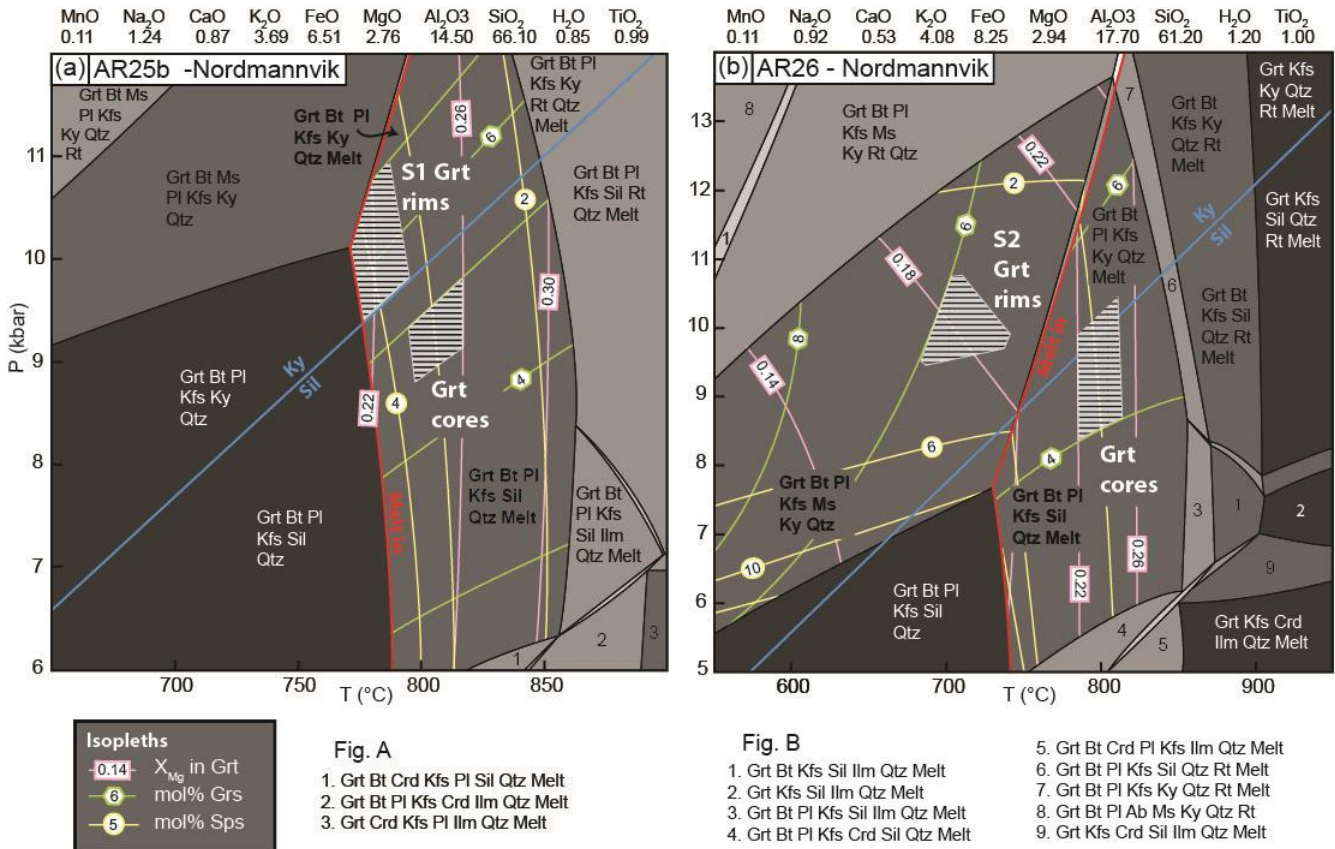 MnO Na2O CaO K2O FeO MgO Al2O3 SiO2 H2O TiO2
0.11 1.24 0.87 3.69 6.51 2.76 14.50 66.10 0.85 0.99
(a) AR25b -Nordmannvik
Grt Bt Ms
Pl Kfs
Ky Qtz
Rt
Grt Bt Pl
Kfs Ky
Qtz Melt
Grt Bt Pl
Kfs Ky
Rt Qtz
Melt
0.26
6
S1 Grt
rims
Grt Bt Ms
Pl Kfs Ky
Qtz
Grt Bt Pl
Kfs Sil Rt
Qtz Melt
2
0.30
Ky
Sil
Grt Bt Pl
Kfs Ky
Qtz
0.22
4
Grt
cores
4
Grt Bt Pl
Kfs Sil
Qtz Melt
Grt Bt
Pl Kfs
Sil Ilm
Qtz Melt
Grt Bt Pl
Kfs Sil
Qtz
Melt in
1
2
3
P (kbar)
11
10
9
8
7
6
700
750
800
850
T (°C)
MnO Na2O CaO K2O FeO MgO Al2O3 SiO2 H2O TiO2
0.11 0.92 0.53 4.08 8.25 2.94 17.70 61.20 1.20 1.00
(b) AR26 - Nordmannvik
8
Grt Bt Pl
Kfs Ms
Ky Rt Qtz
7
Grt Bt
Kfs Ky
Qtz Rt
Melt
Grt Kfs
Ky Qtz
Rt Melt
0.22
2
6
6
1
S2
Grt
rims
Grt Bt
Pl Kfs
Ky Qtz
Melt
Ky
Sil
Grt Kfs
Sil Qtz
Rt Melt
0.18
8
Melt in
6
Grt Bt
Kfs Sil
Qtz Rt
Melt
0.14
6
4
Grt
cores
Grt Bt Pl
Kfs Ms
Ky Qtz
Grt Bt Pl
Kfs Sil
Qtz Melt
3
1
2
10
0.22
0.26
9
Grt Bt Pl
Kfs Sil
Qtz
4
5
Grt Kfs Crd
Ilm Qtz Melt
13
12
11
10
9
8
7
6
5
600
700
800
900
T (°C)
Isopleths
0.14 XMg in Grt
6 mol% Grs
5 mol% Sps
Fig. A
1. Grt Bt Crd Kfs Pl Sil Qtz Melt
2. Grt Bt Pl Kfs Crd Ilm Qtz Melt
3. Grt Crd Kfs Pl Ilm Qtz Melt
Fig. B
1. Grt Bt Kfs Sil Ilm Qtz Melt
2. Grt Kfs Sil Ilm Qtz Melt
3. Grt Bt Pl Kfs Sil Ilm Qtz Melt
4. Grt Bt Pl Kfs Crd Sil Qtz Melt
5. Grt Bt Crd Pl Kfs Ilm Qtz Melt
6. Grt Bt Pl Kfs Sil Qtz Rt Melt
7. Grt Bt Pl Kfs Ky Qtz Rt Melt
8. Grt Bt Pl Ab Ms Ky Qtz Rt
9. Grt Kfs Crd Sil Ilm Qtz Melt